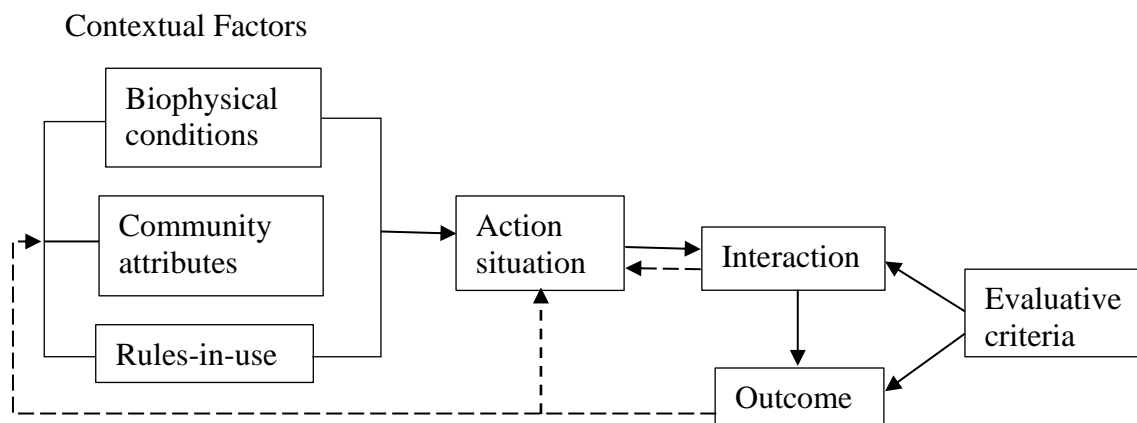 Contextual Factors
Biophysical
conditions
Community
attributes
Rules-in-use
Action
situation
Interaction
Outcome
Evaluative
criteria